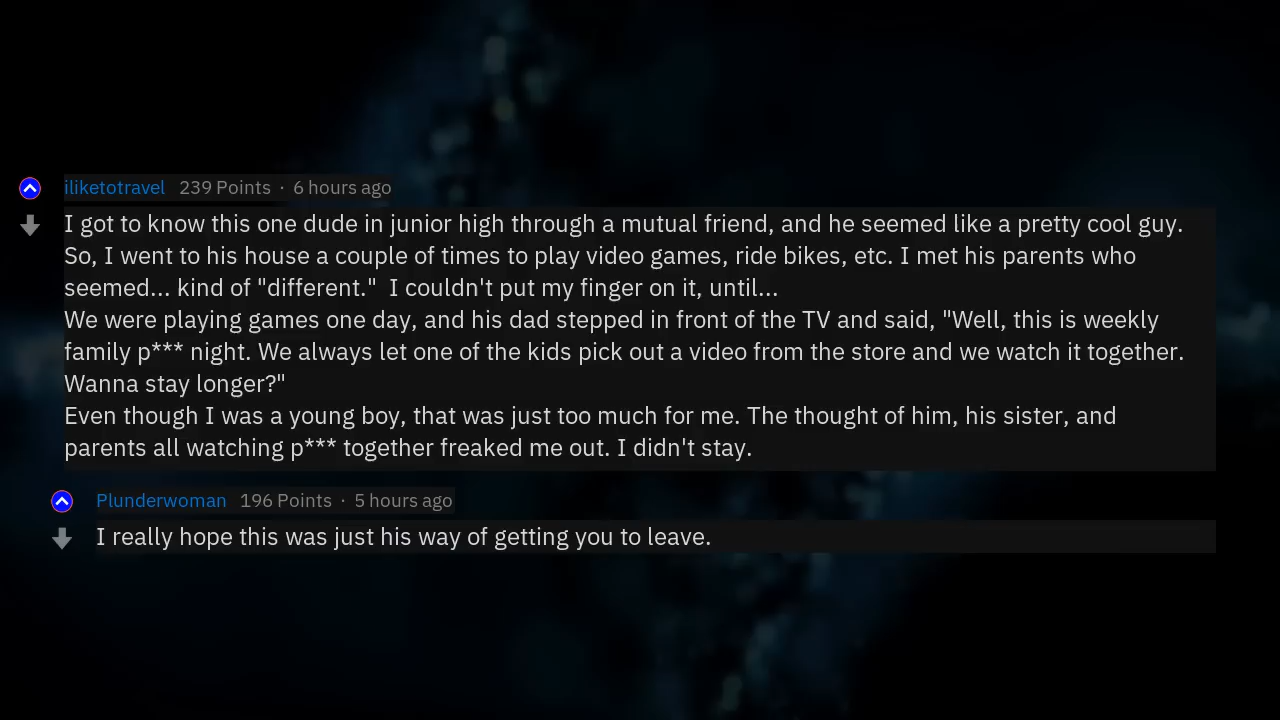 iliketotravel 239 Points · 6 hours ago
I got to know this one dude in junior high through a mutual friend, and he seemed like a pretty cool guy.
So, I went to his house a couple of times to play video games, ride bikes, etc. I met his parents who
seemed... kind of "different."  I couldn't put my finger on it, until...
We were playing games one day, and his dad stepped in front of the TV and said, "Well, this is weekly
family p*** night. We always let one of the kids pick out a video from the store and we watch it together.
Wanna stay longer?"
Even though I was a young boy, that was just too much for me. The thought of him, his sister, and
parents all watching p*** together freaked me out. I didn't stay.
Plunderwoman 196 Points · 5 hours ago
I really hope this was just his way of getting you to leave.